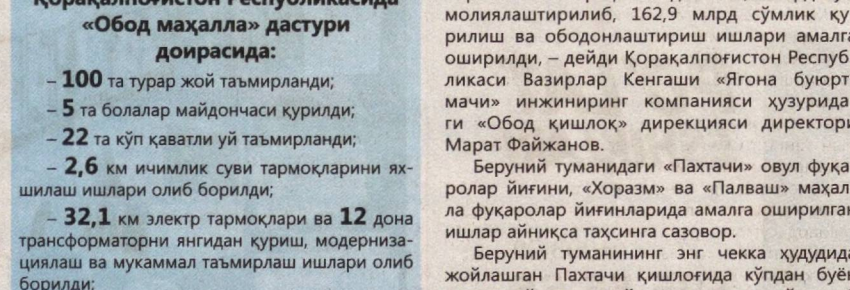 Қорақалпоғистон Республикасида
«Обод маҳалла» дастури
доирасида:
– 100 та турар жой таъмирланди;
– 5 та болалар майдончаси қурилди;
– 22 та кўп қаватли уй таъмирланди;
– 2,6 км ичимлик суви тармоқларини ях-
шилаш ишлари олиб борилди;
– 32,1 км электр тармоқлари ва 12 дона
трансформаторни янгидан қуриш, модерниза-
циялаш ва мукаммал таъмирлаш ишлари олиб
борилди;
молиялаштирилиб, 162,9 млрд сўмлик қу-
рилиш ва ободонлаштириш ишлари амалга
оширилди, – дейди Қорақалпоғистон Респуб-
ликаси Вазирлар Кенгаши «Ягона буюрт-
мачи» инжиниринг компанияси ҳузурида-
ги «Обод қишлоқ» дирекцияси директори
Марат Файжанов.
Беруний туманидаги «Пахтачи» овул фуқа-
ролар йиғини, «Хоразм» ва «Палваш» маҳал-
ла фуқаролар йиғинларида амалга оширилган
ишлар айниқса таҳсинга сазовор.
Беруний туманининг энг чекка ҳудудида
жойлашган Пахтачи қишлоғида кўпдан буён